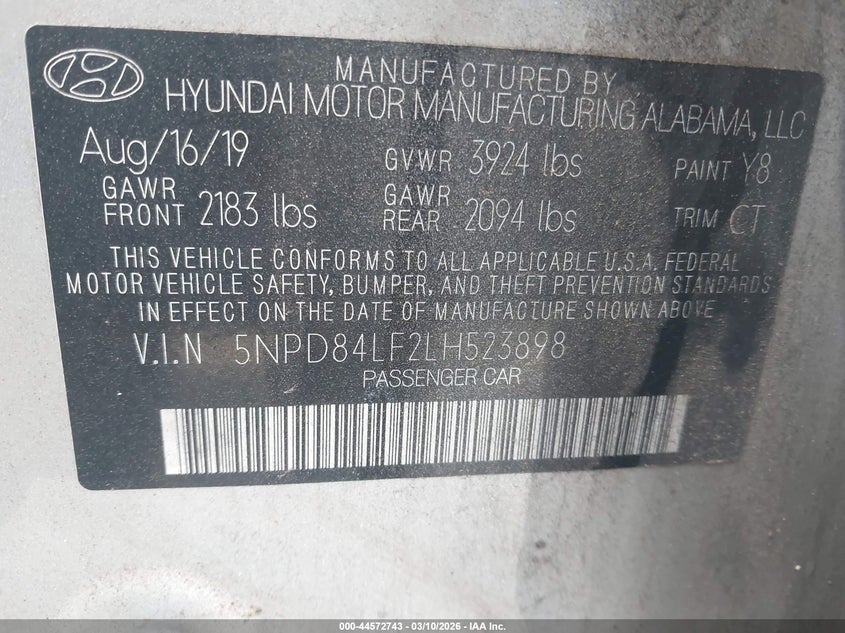 MANUFACTURED BY
HYUNDAI MOTOR MANUFACTURING ALABAMA, LLC
Aug/16/19 GVWR 3924 lbs PAINT Y8
GAWR FRONT 2183 lbs GAWR REAR 2094 lbs TRIM CT
THIS VEHICLE CONFORMS TO ALL APPLICABLE U.S.A. FEDERAL
MOTOR VEHICLE SAFETY, BUMPER, AND THEFT PREVENTION STANDARDS
IN EFFECT ON THE DATE OF MANUFACTURE SHOWN ABOVE
V.I.N 5NPD84LF2LH523898
PASSENGER CAR
000-44572743 - 03/10/2026 - IAA Inc.